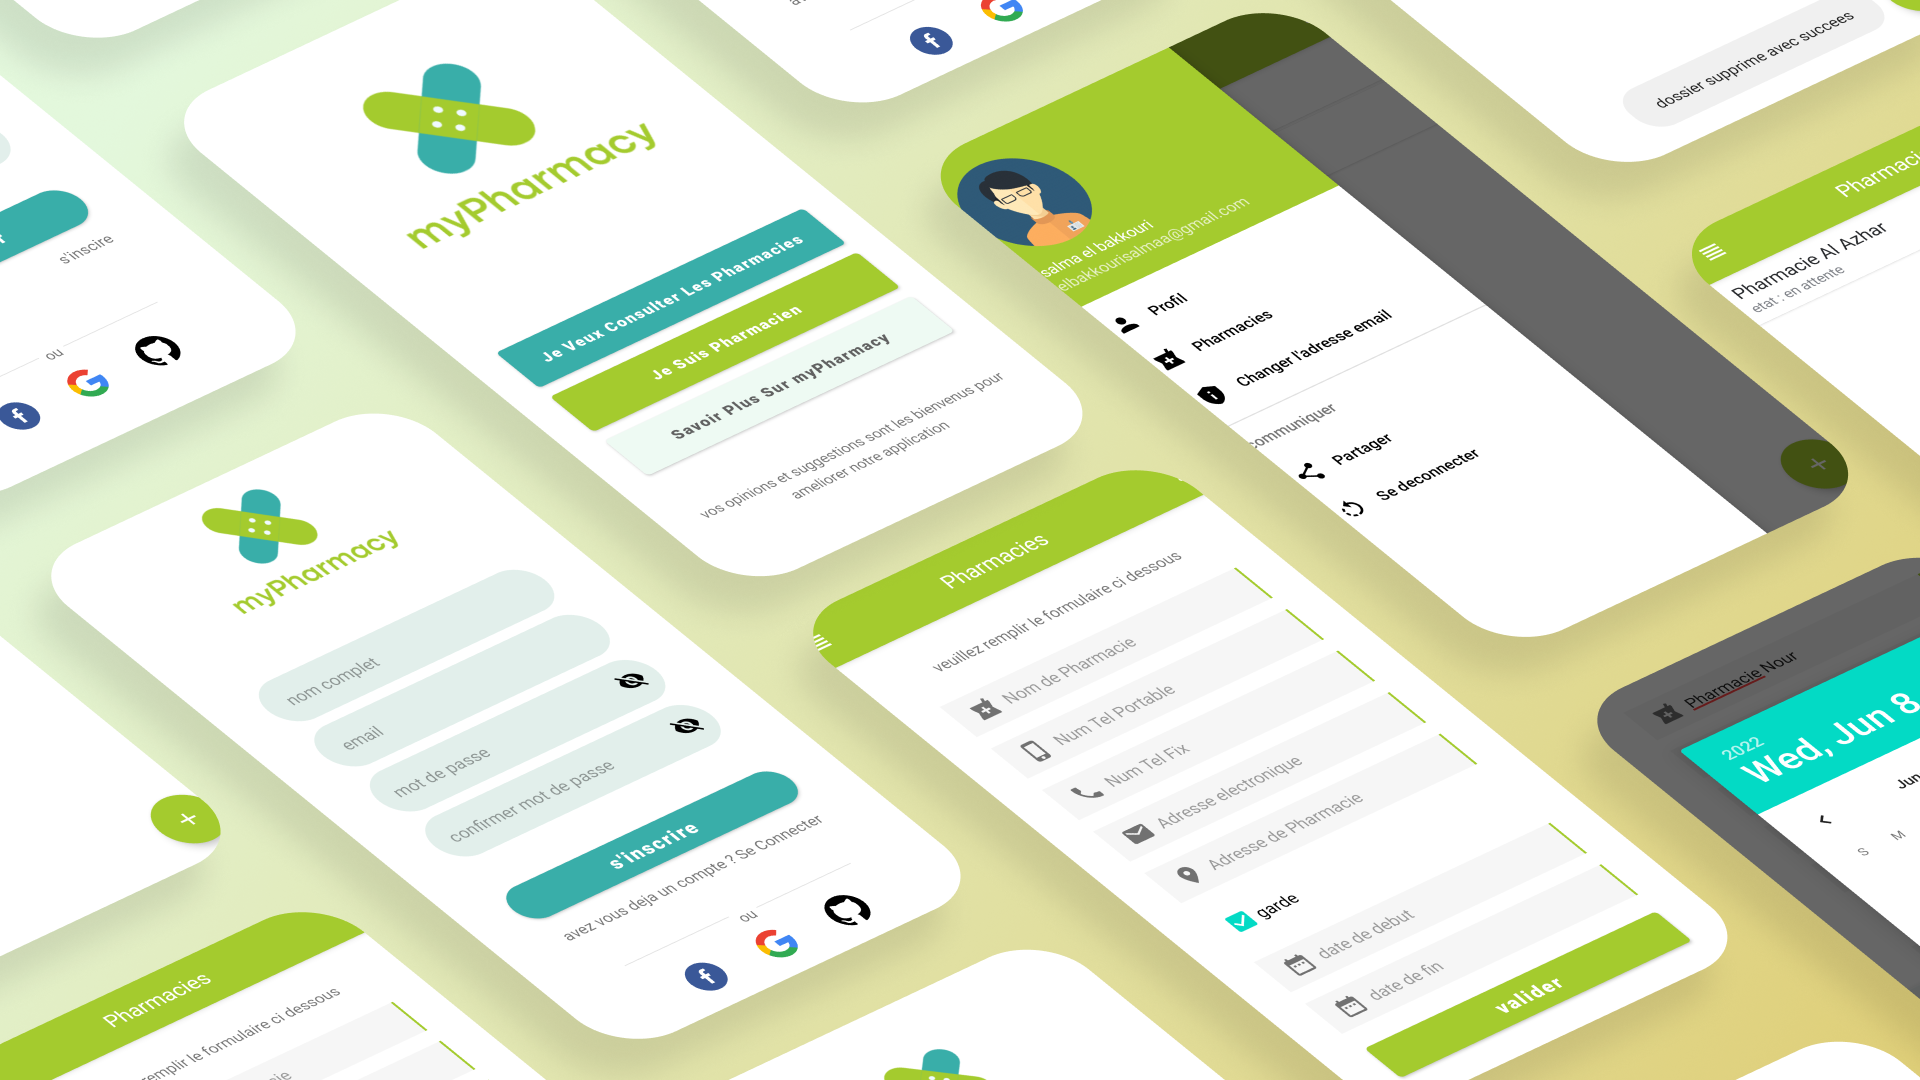 s'inscire
ou
myPharmacy
Je Veux Consulter Les Pharmacies
Je Suis Pharmacien
Savoir Plus Sur myPharmacy
vos opinions et suggestions sont les bienvenus pour
ameliorer notre application
salma el bakkouri
elbakkourisalmaa@gmail.com
Profil
Pharmacies
Changer l'adresse email
communiquer
Partager
Se deconnecter
dossier supprime avec succees
Pharmacie Al Azhar
etat : en attente
myPharmacy
nom complet
email
mot de passe
confirmer mot de passe
s'inscrire
avez vous deja un compte ? Se Connecter
ou
Pharmacies
veuillez remplir le formulaire ci dessous
Nom de Pharmacie
Num Tel Portable
Num Tel Fix
Adresse electronique
Adresse de Pharmacie
garde
date de debut
date de fin
valider
Pharmacie Nour
2022
Wed, Jun 8
Jun
S M
Pharmacies
remplir le formulaire ci dessous